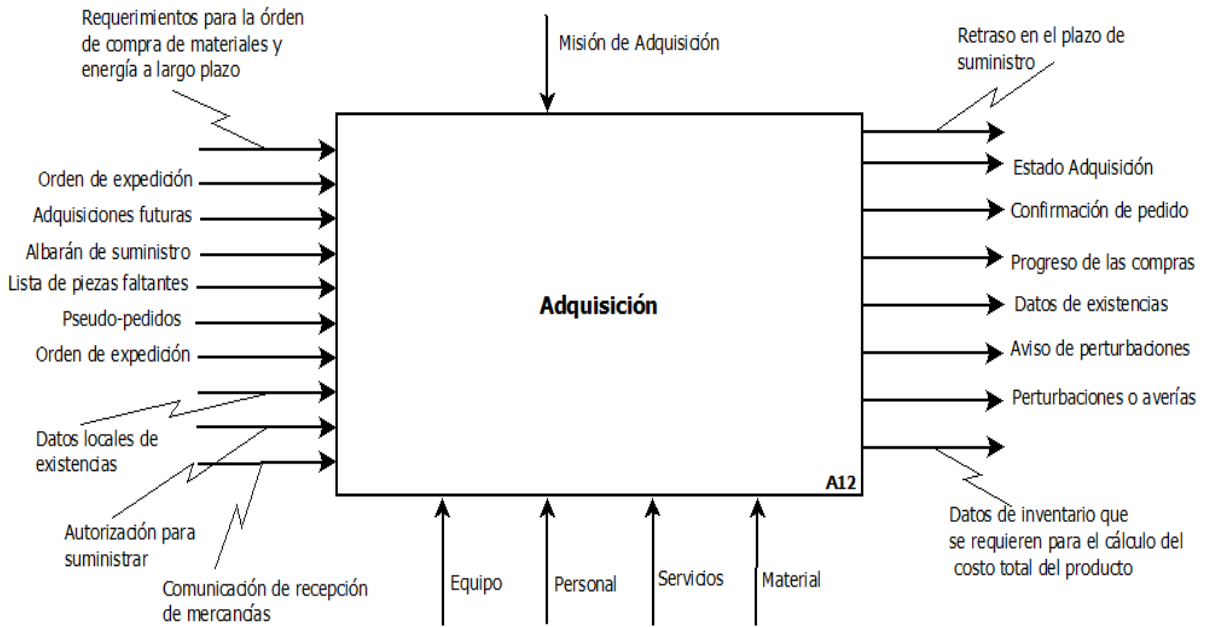 Requerimientos para la órden
de compra de materiales y
energía a largo plazo
Misión de Adquisición
Retraso en el plazo de
suministro
Orden de expedición
Adquisiciones futuras
Albarán de suministro
Lista de piezas faltantes
Pseudo-pedidos
Orden de expedición
Datos locales de
existencias
Autorización para
suministrar
Comunicación de recepción
de mercancías
Adquisición
A12
Estado Adquisición
Confirmación de pedido
Progreso de las compras
Datos de existencias
Aviso de perturbaciones
Perturbaciones o averías
Datos de inventario que
se requieren para el cálculo del
costo total del producto
Equipo
Personal
Servicios
Material